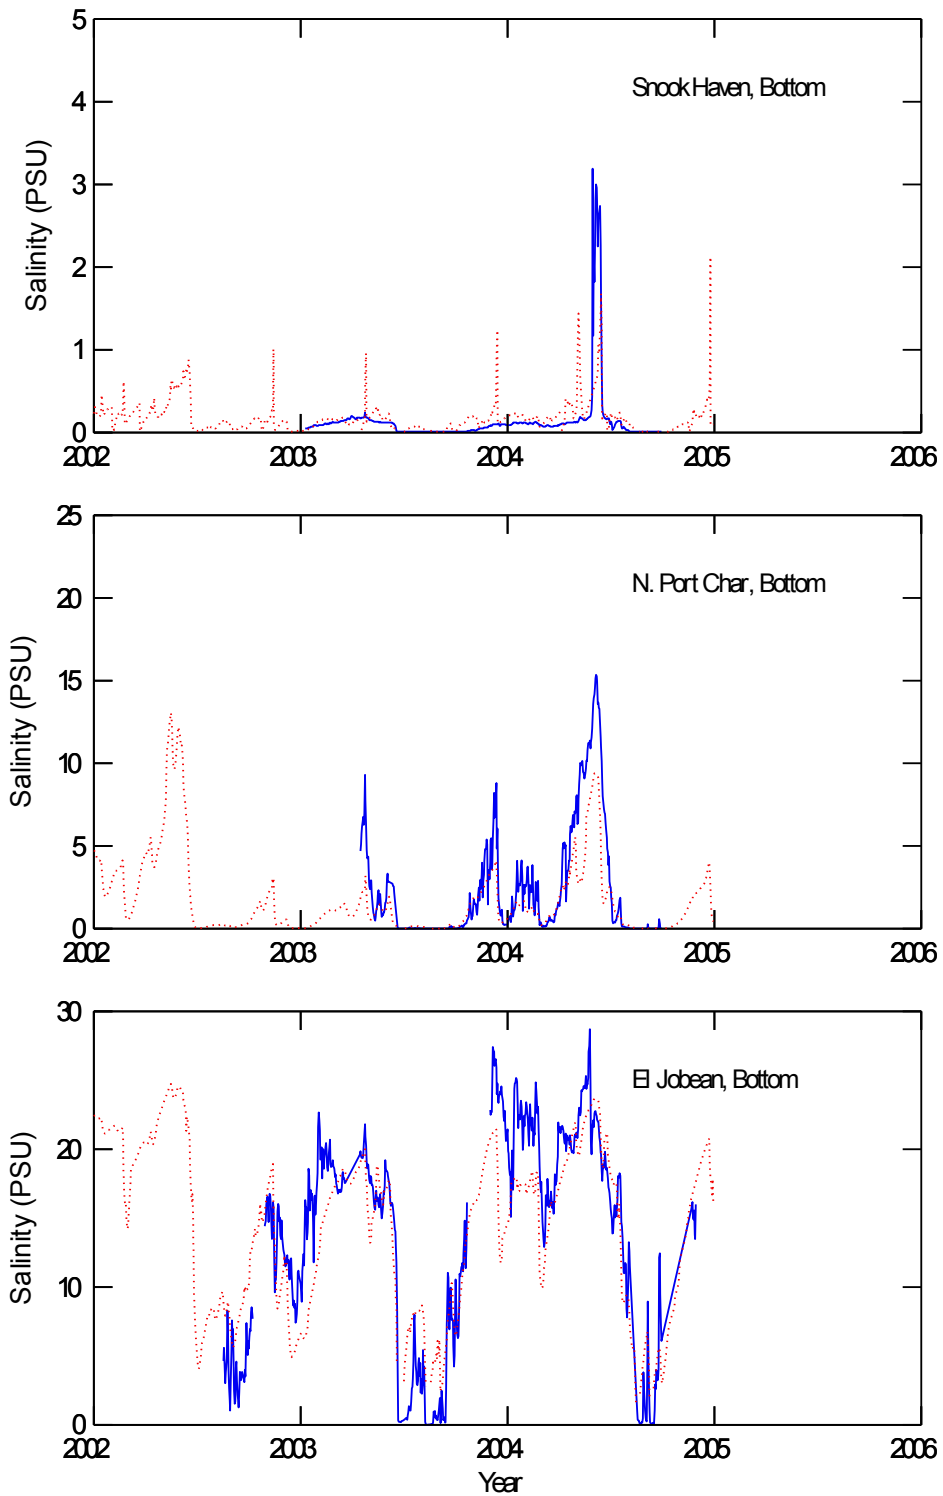 5
4
3
2
1
0
Salinity (PSU)
Snook Haven, Bottom
2002 2003 2004 2005 2006
25
20
15
10
5
0
Salinity (PSU)
N. Port Char, Bottom
2002 2003 2004 2005 2006
30
20
10
0
Salinity (PSU)
El Jobean, Bottom
2002 2003 2004 2005 2006
Year